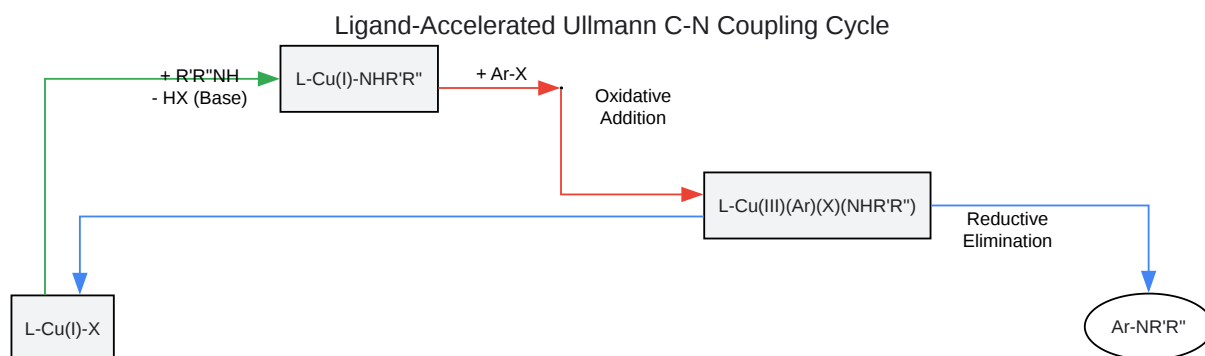 Ligand-Accelerated Ullmann C-N Coupling Cycle
+ R'R"NH
- HX (Base)
L-Cu(I)-NHR'R"
+ Ar-X
Oxidative
Addition
L-Cu(III)(Ar)(X)(NHR'R")
Reductive
Elimination
L-Cu(I)-X
Ar-NR'R"